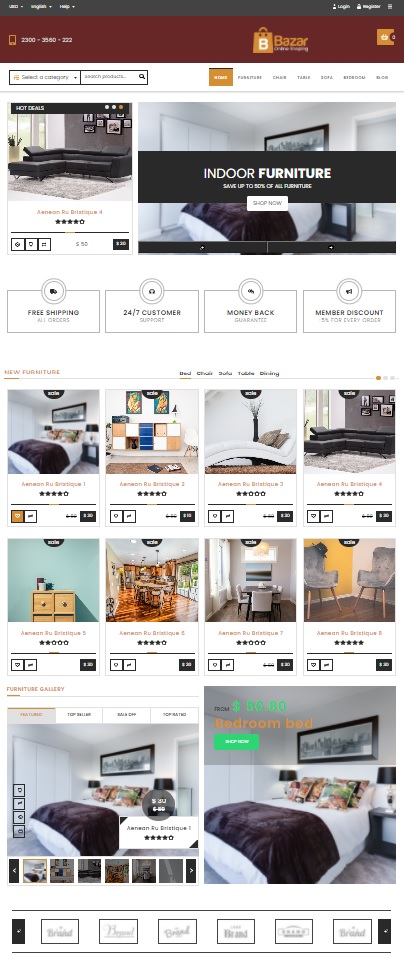 USD English Help
Login Register
2300 - 3560 - 222
Bazar
Online Shoping
0
Select a category
search products...
HOME FURNITURE CHAIR TABLE SOFA BEDROOM BLOG
HOT DEALS
Aenean Ru Bristique 4
$ 50 $ 30
INDOOR FURNITURE
SAVE UP TO 50% OF ALL FURNITURE
SHOP NOW
FREE SHIPPING
ALL ORDERS
24/7 CUSTOMER
SUPPORT
MONEY BACK
GUARANTEE
MEMBER DISCOUNT
5% FOR EVERY ORDER
NEW FURNITURE
Bed Chair Sofa Table Dining
sale sale sale sale
Aenean Ru Bristique 1
Aenean Ru Bristique 2
Aenean Ru Bristique 3
Aenean Ru Bristique 4
$ 50 $ 30
$ 50 $ 10
$ 50 $ 30
$ 50 $ 30
sale sale sale sale
Aenean Ru Bristique 5
Aenean Ru Bristique 6
Aenean Ru Bristique 7
Aenean Ru Bristique 8
$ 30
$ 30
$ 50 $ 30
$ 30
FURNITURE GALLERY
FEATURED TOP SELLER SALE OFF TOP RATED
$ 30
$ 50
Aenean Ru Bristique 1
FROM
Bedroom bed
SHOP NOW
Brand
Beyond
Brand
Brand
BRAND
Brand